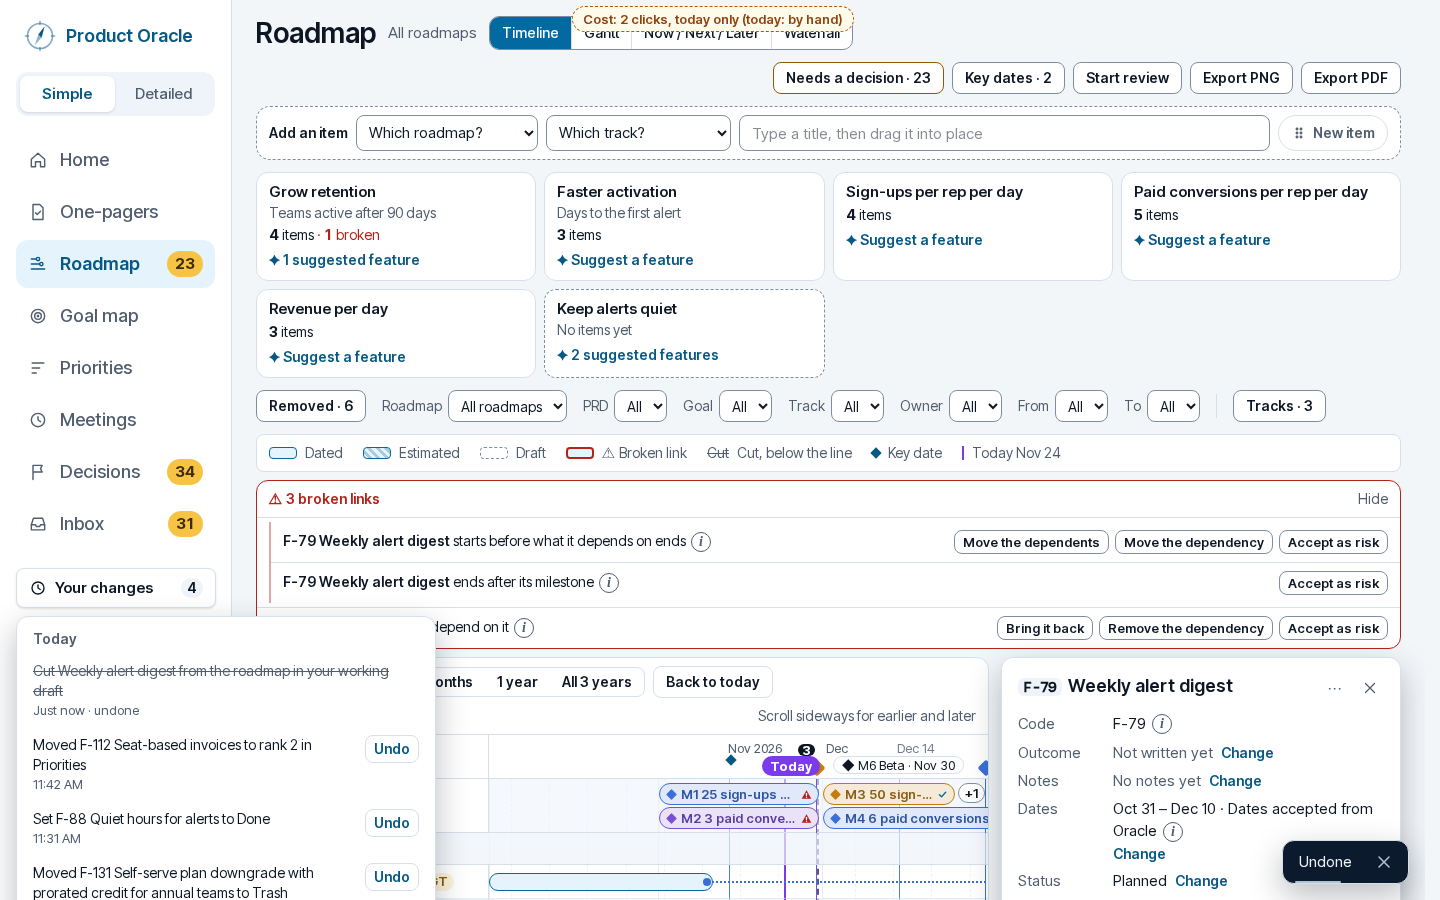 Product Oracle
Simple
Detailed
Home
One-pagers
Roadmap
23
Goal map
Priorities
Meetings
Decisions
34
Inbox
31
Your changes
4
Today
Cut Weekly alert digest from the roadmap in your working
draft
Just now · undone
Moved F-112 Seat-based invoices to rank 2 in
Priorities
Undo
11:42 AM
Set F-88 Quiet hours for alerts to Done
Undo
11:31 AM
Moved F-131 Self-serve plan downgrade with
prorated credit for annual teams to Trash
Undo
Roadmap
All roadmaps
Cost: 2 clicks, today only (today: by hand)
Timeline
Gantt
Now / Next / Later
Waterfall
Needs a decision · 23
Key dates · 2
Start review
Export PNG
Export PDF
Add an item
Which roadmap?
Which track?
Type a title, then drag it into place
New item
Grow retention
Teams active after 90 days
4 items · 1 broken
✦ 1 suggested feature
Faster activation
Days to the first alert
3 items
✦ Suggest a feature
Sign-ups per rep per day
4 items
✦ Suggest a feature
Paid conversions per rep per day
5 items
✦ Suggest a feature
Revenue per day
3 items
✦ Suggest a feature
Keep alerts quiet
No items yet
✦ 2 suggested features
Removed · 6
Roadmap
All roadmaps
PRD
All
Goal
All
Track
All
Owner
All
From
All
To
All
Tracks · 3
Dated
Estimated
Draft
⚠ Broken link
Cut
Cut, below the line
Key date
Today Nov 24
⚠ 3 broken links
Hide
F-79 Weekly alert digest starts before what it depends on ends
Move the dependents
Move the dependency
Accept as risk
F-79 Weekly alert digest ends after its milestone
Accept as risk
depend on it
Bring it back
Remove the dependency
Accept as risk
1 year
All 3 years
Back to today
Scroll sideways for earlier and later
Nov 2026
3
Dec
Dec 14
Today
M6 Beta · Nov 30
M1 25 sign-ups ...
M3 50 sign-...
+1
M2 3 paid conve...
M4 6 paid conversions
F-79
Weekly alert digest
Code
F-79
Outcome
Not written yet
Change
Notes
No notes yet
Change
Dates
Oct 31 – Dec 10 · Dates accepted from
Oracle
Change
Status
Planned
Change
Undone